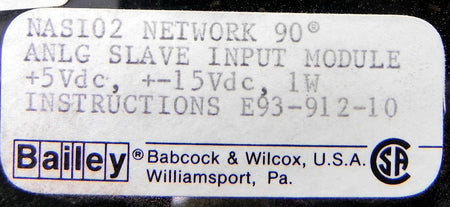 NASI02 NETWORK 90®
ANLG SLAVE INPUT MODULE
+5Vdc, +-15Vdc, 1W
INSTRUCTIONS E93-912-10
Bailey® Babcock & Wilcox, U.S.A.
Williamsport, Pa.
CSA